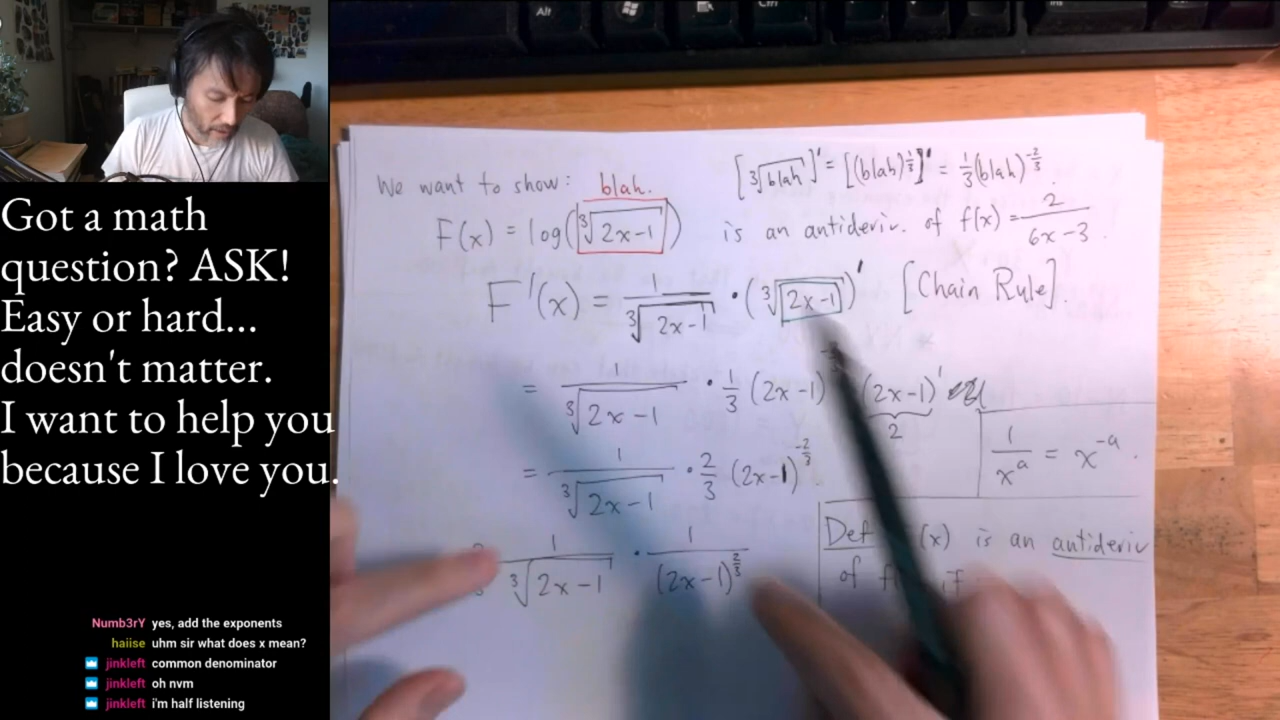 Alt
Ctrl
Ins
Got a math
question? ASK!
Easy or hard...
doesn't matter.
I want to help you
because I love you.
Numb3rY yes, add the exponents
haiise uhm sir what does x mean?
jinkleft common denominator
jinkleft oh nvm
jinkleft i'm half listening
We want to show: blah.
[∛blah]' = [(blah)^(1/3)]' = 1/3(blah)^(-2/3).
F(x) = log(∛(2x-1)) is an antideriv. of f(x) = 2/(6x-3).
F'(x) = 1/∛(2x-1) · (∛(2x-1))' [Chain Rule].
= 1/∛(2x-1) · 1/3 (2x-1) (2x-1)'
2
= 1/∛(2x-1) · 2/3 (2x-1)^(-2/3)
1/x^a = x^(-a).
1/∛(2x-1) · 1/(2x-1)^(2/3)
Def (x) is an antideriv
of if